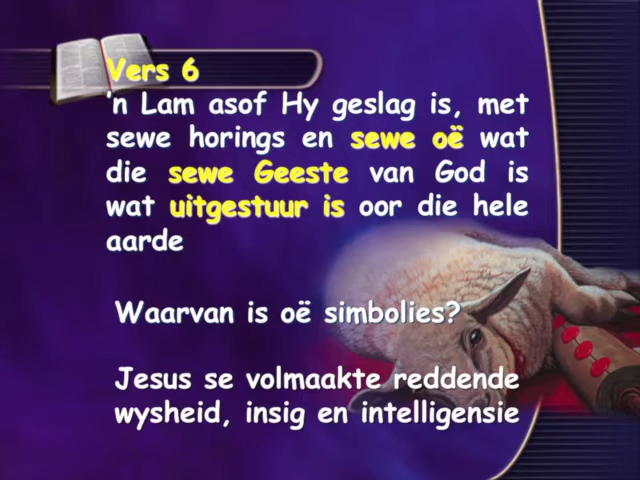 Vers 6
'n Lam asof Hy geslag is, met
sewe horings en sewe oë wat
die sewe Geeste van God is
wat uitgestuur is oor die hele
aarde
Waarvan is oë simbolies?
Jesus se volmaakte reddende
wysheid, insig en intelligensie